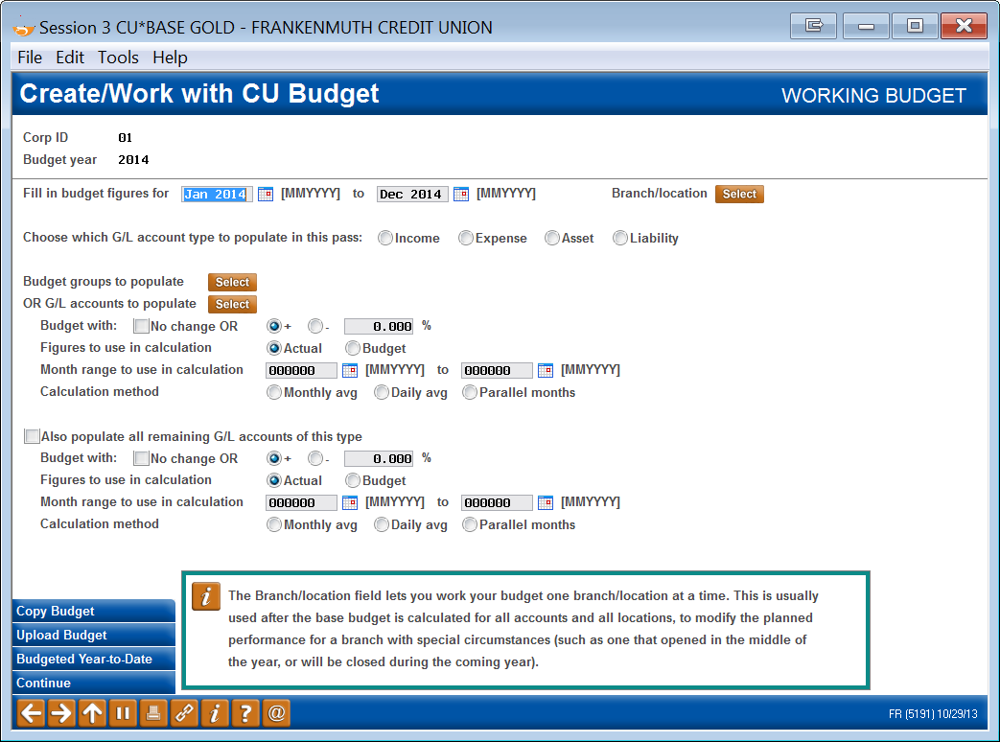 Session 3 CU*BASE GOLD - FRANKENMUTH CREDIT UNION
File Edit Tools Help
Create/Work with CU Budget WORKING BUDGET
Corp ID 01
Budget year 2014
Fill in budget figures for Jan 2014 [MMYYYY] to Dec 2014 [MMYYYY] Branch/location Select
Choose which G/L account type to populate in this pass: Income Expense Asset Liability
Budget groups to populate Select
OR G/L accounts to populate Select
Budget with: No change OR + - 0.000 %
Figures to use in calculation Actual Budget
Month range to use in calculation 000000 [MMYYYY] to 000000 [MMYYYY]
Calculation method Monthly avg Daily avg Parallel months
Also populate all remaining G/L accounts of this type
Budget with: No change OR + - 0.000 %
Figures to use in calculation Actual Budget
Month range to use in calculation 000000 [MMYYYY] to 000000 [MMYYYY]
Calculation method Monthly avg Daily avg Parallel months
i The Branch/location field lets you work your budget one branch/location at a time. This is usually
used after the base budget is calculated for all accounts and all locations, to modify the planned
performance for a branch with special circumstances (such as one that opened in the middle of
the year, or will be closed during the coming year).
Copy Budget
Upload Budget
Budgeted Year-to-Date
Continue
i ? @ FR (5191) 10/29/13